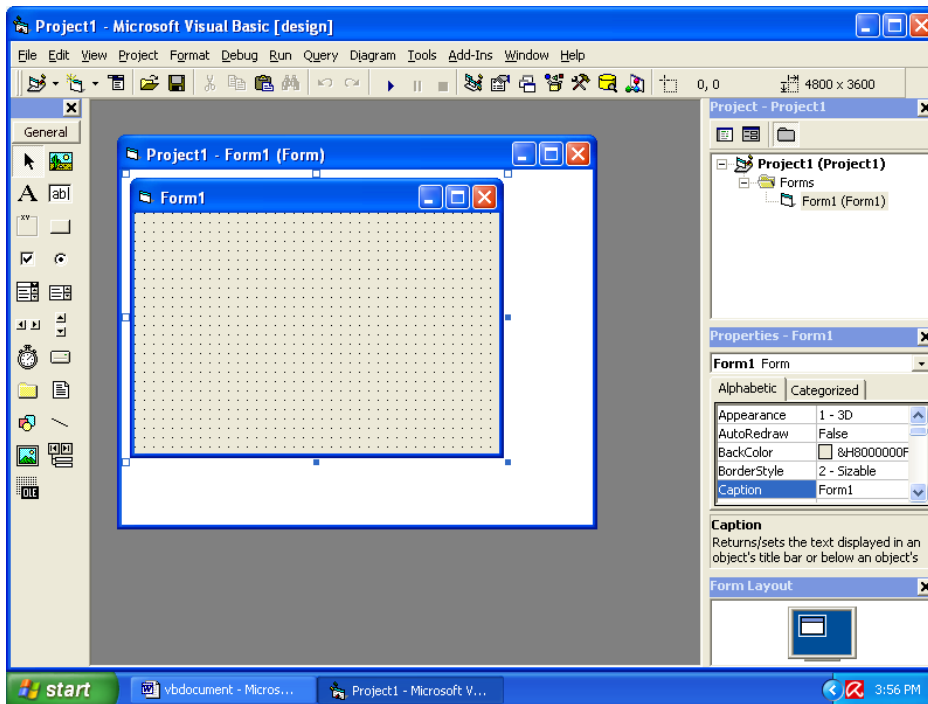 Project1 - Microsoft Visual Basic [design]
File Edit View Project Format Debug Run Query Diagram Tools Add-Ins Window Help
0, 0 4800 x 3600
General
A ab|
XY
OLE
Project1 - Form1 (Form)
Form1
Project - Project1
Project1 (Project1)
Forms
Form1 (Form1)
Properties - Form1
Form1 Form
Alphabetic Categorized
Appearance 1 - 3D
AutoRedraw False
BackColor &H8000000F
BorderStyle 2 - Sizable
Caption Form1
Caption
Returns/sets the text displayed in an
object's title bar or below an object's
Form Layout
start vbdocument - Micros... Project1 - Microsoft V... 3:56 PM